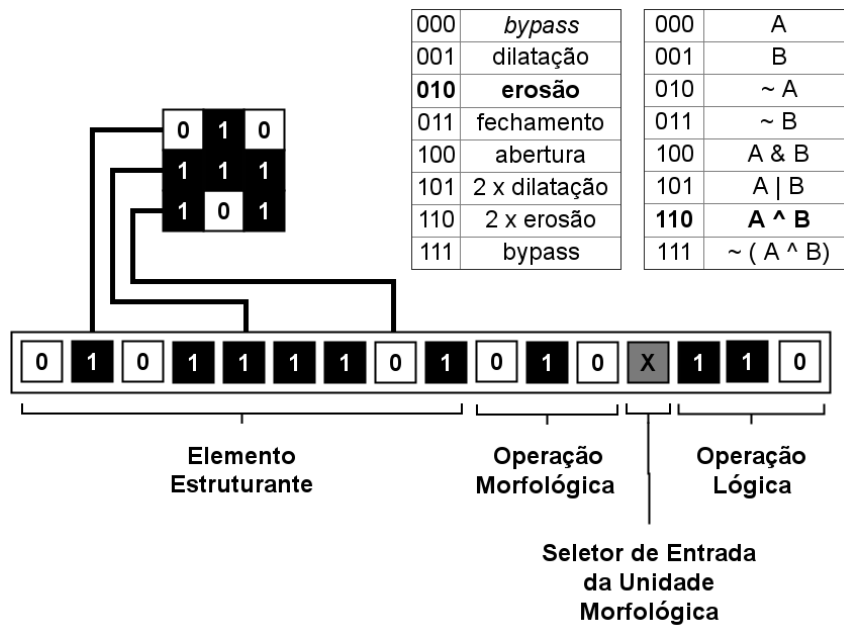 000 bypass
001 dilatação
010 erosão
011 fechamento
100 abertura
101 2 x dilatação
110 2 x erosão
111 bypass
000 A
001 B
010 ~ A
011 ~ B
100 A & B
101 A | B
110 A ^ B
111 ~ ( A ^ B)
0 1 0
1 1 1
1 0 1
0 1 0 1 1 1 1 0 1 0 1 0 X 1 1 0
Elemento
Estruturante
Operação
Morfológica
Operação
Lógica
Seletor de Entrada
da Unidade
Morfológica